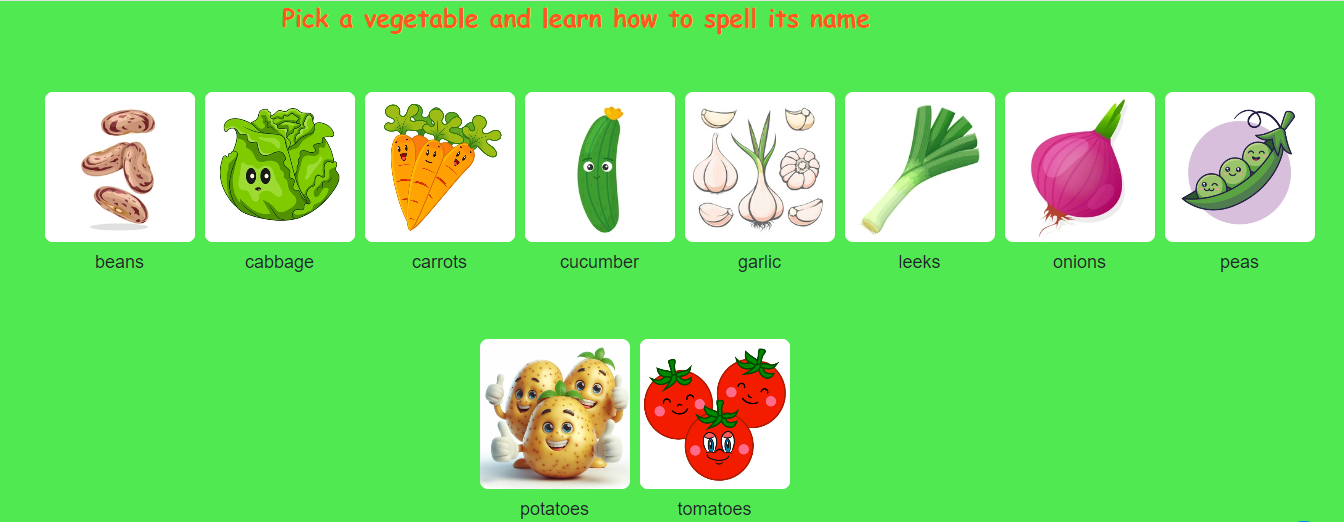 Pick a vegetable and learn how to spell its name
beans cabbage carrots cucumber garlic leeks onions peas
potatoes tomatoes